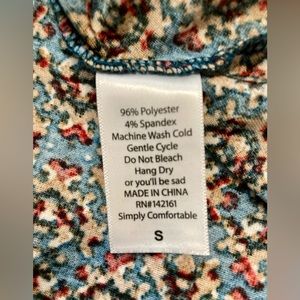 96% Polyester
4% Spandex
Machine Wash Cold
Gentle Cycle
Do Not Bleach
Hang Dry
or you'll be sad
MADE IN CHINA
RN#142161
Simply Comfortable
S